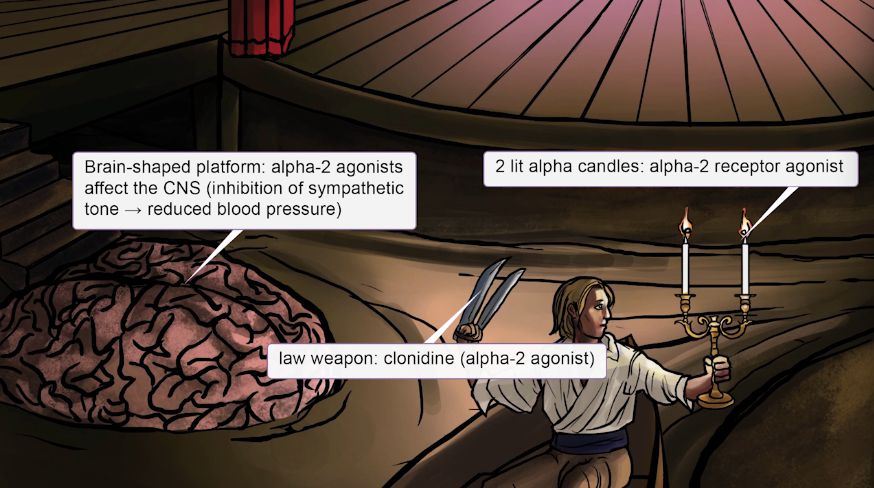 Brain-shaped platform: alpha-2 agonists
affect the CNS (inhibition of sympathetic
tone → reduced blood pressure)
2 lit alpha candles: alpha-2 receptor agonist
law weapon: clonidine (alpha-2 agonist)